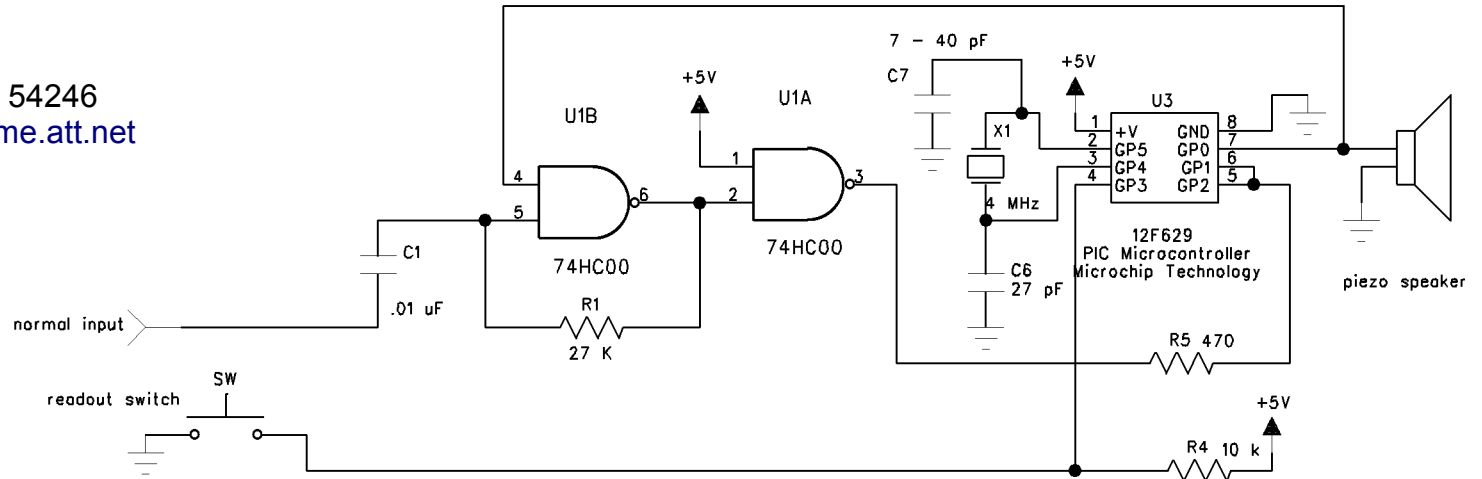 54246
me.att.net
7 - 40 pF
C7
+5V
+5V
U1B
U1A
U3
X1
1
+V
GND
8
2
GP5
GP0
7
3
GP4
GP1
6
4
GP3
GP2
5
4
5
6
1
2
3
4 MHz
74HC00
74HC00
12F629
PIC Microcontroller
Microchip Technology
C1
.01 uF
C6
27 pF
piezo speaker
normal input
R1
27 K
R5 470
SW
readout switch
+5V
R4 10 k